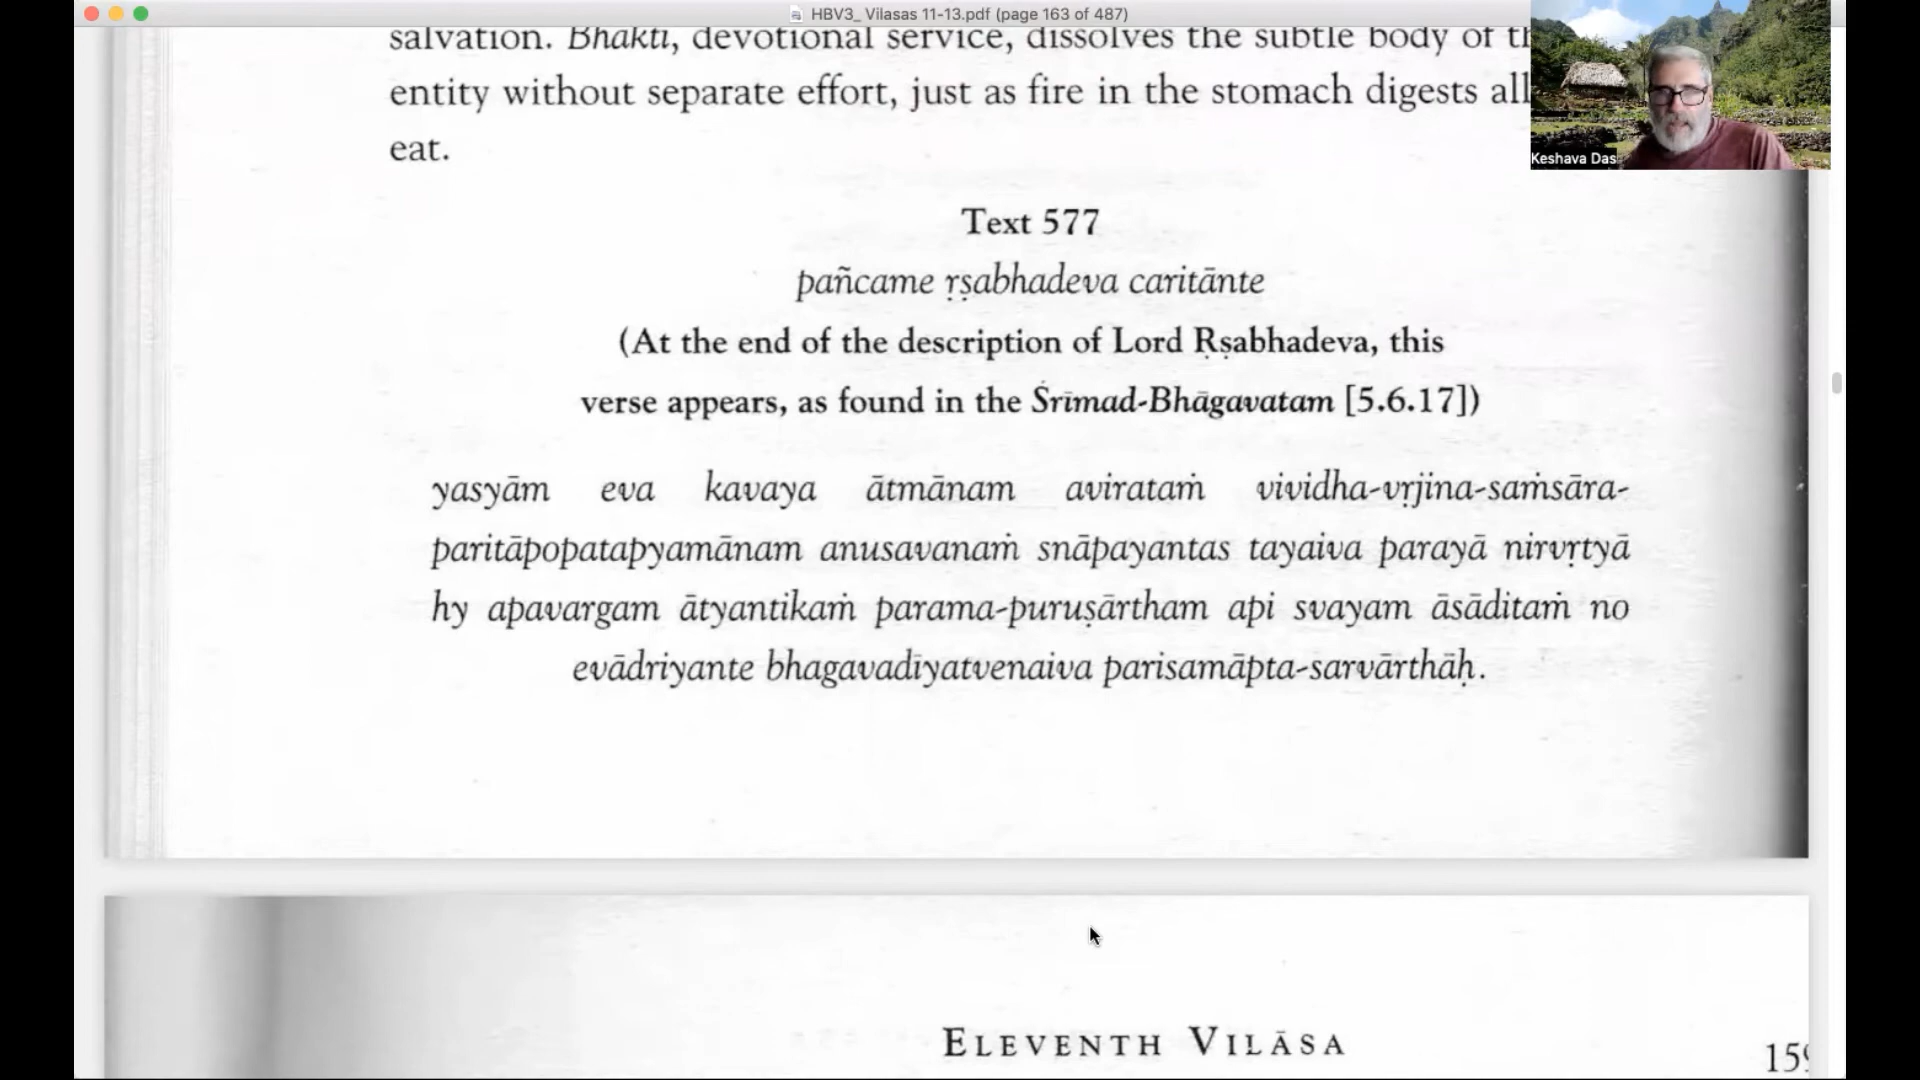 HBV3_ Vilasas 11-13.pdf (page 163 of 487)
salvation. Bhakti, devotional service, dissolves the subtle body of
entity without separate effort, just as fire in the stomach digests all
eat.
Keshava Das
Text 577
pañcame ṛṣabhadeva caritānte
(At the end of the description of Lord Ṛṣabhadeva, this
verse appears, as found in the Śrīmad-Bhāgavatam [5.6.17])
yasyām eva kavaya ātmānam avirataṁ vividha-vṛjina-saṁsāra-
paritāpopatapyamānam anusavanaṁ snāpayantas tayaiva parayā nirvṛtyā
hy apavargam ātyantikaṁ parama-puruṣārtham api svayam āsāditaṁ no
evādriyante bhagavadīyatvenaiva parisamāpta-sarvārthāḥ.
ELEVENTH VILĀSA